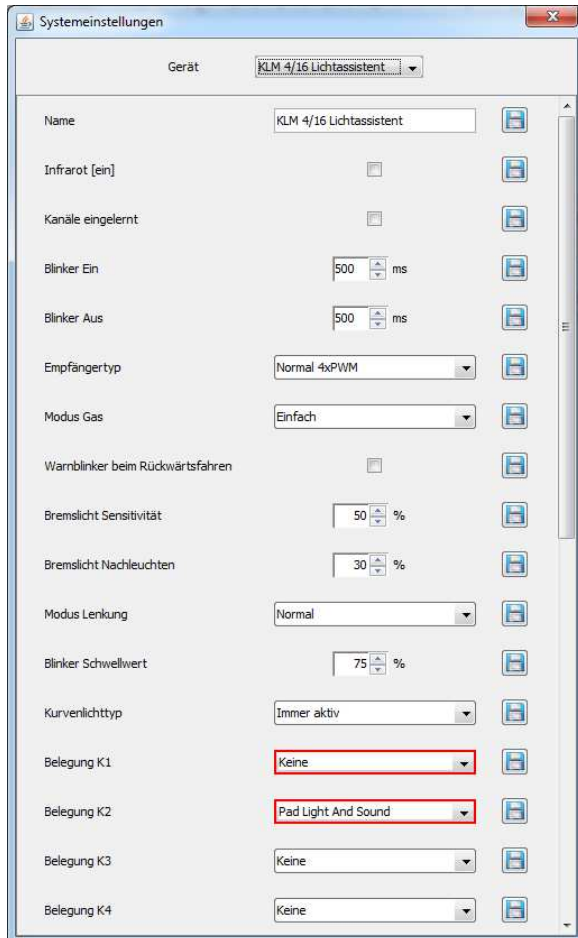 Systemeinstellungen
Gerät KLM 4/16 Lichtassistent
Name KLM 4/16 Lichtassistent
Infrarot [ein]
Kanäle eingelernt
Blinker Ein 500 ms
Blinker Aus 500 ms
Empfängertyp Normal 4xPWM
Modus Gas Einfach
Warnblinker beim Rückwärtsfahren
Bremslicht Sensitivität 50 %
Bremslicht Nachleuchten 30 %
Modus Lenkung Normal
Blinker Schwellwert 75 %
Kurvenlichttyp Immer aktiv
Belegung K1 Keine
Belegung K2 Pad Light And Sound
Belegung K3 Keine
Belegung K4 Keine